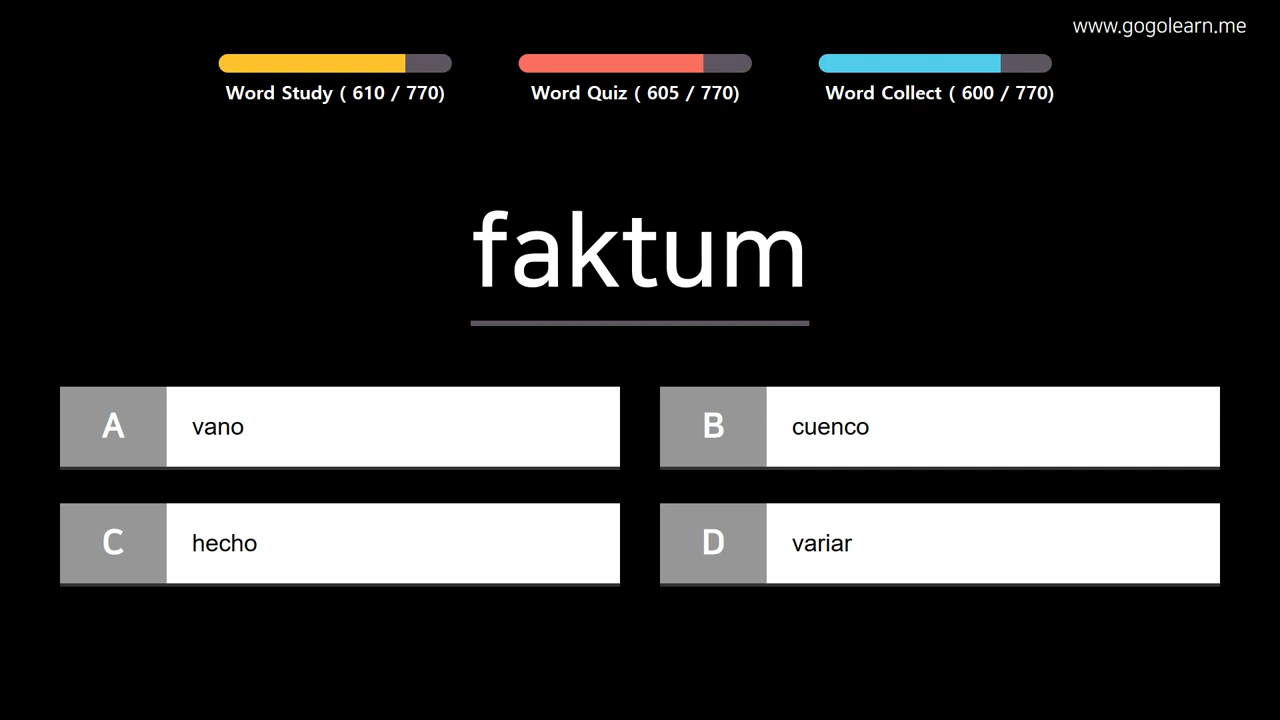 www.gogolearn.me
Word Study ( 610 / 770)
Word Quiz ( 605 / 770)
Word Collect ( 600 / 770)
faktum
A vano
B cuenco
C hecho
D variar